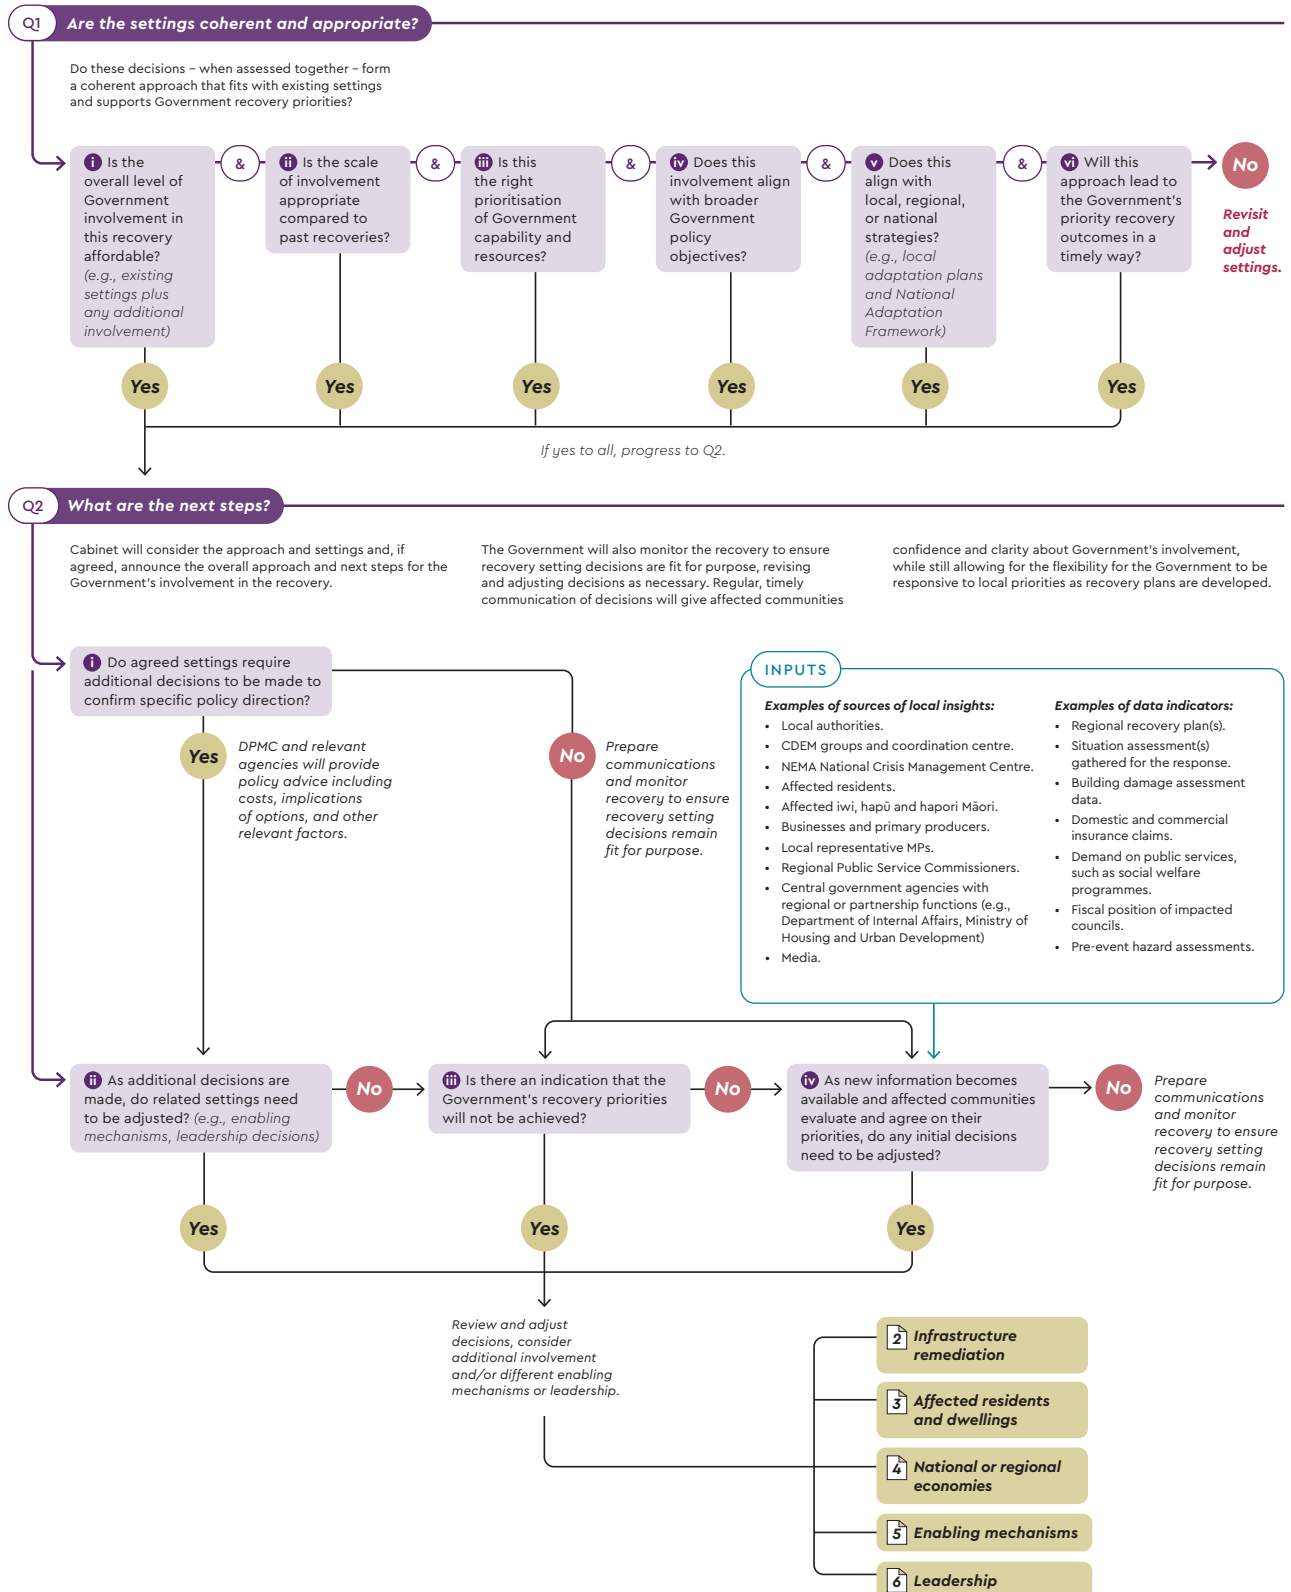 Q1 Are the settings coherent and appropriate?
Do these decisions – when assessed together – form
a coherent approach that fits with existing settings
and supports Government recovery priorities?
i Is the
overall level of
Government
involvement in
this recovery
affordable?
(e.g., existing
settings plus
any additional
involvement)
&
ii Is the scale
of involvement
appropriate
compared to
past recoveries?
&
iii Is this
the right
prioritisation
of Government
capability and
resources?
&
iv Does this
involvement align
with broader
Government
policy
objectives?
&
v Does this
align with
local, regional,
or national
strategies?
(e.g., local
adaptation plans
and National
Adaptation
Framework)
&
vi Will this
approach lead to
the Government's
priority recovery
outcomes in a
timely way?
No
Revisit
and
adjust
settings.
Yes
Yes
Yes
Yes
Yes
Yes
If yes to all, progress to Q2.
Q2 What are the next steps?
Cabinet will consider the approach and settings and, if
agreed, announce the overall approach and next steps for the
Government's involvement in the recovery.
The Government will also monitor the recovery to ensure
recovery setting decisions are fit for purpose, revising
and adjusting decisions as necessary. Regular, timely
communication of decisions will give affected communities
confidence and clarity about Government's involvement,
while still allowing for the flexibility for the Government to be
responsive to local priorities as recovery plans are developed.
i Do agreed settings require
additional decisions to be made to
confirm specific policy direction?
Yes
DPMC and relevant
agencies will provide
policy advice including
costs, implications
of options, and other
relevant factors.
No
Prepare
communications
and monitor
recovery to ensure
recovery setting
decisions remain
fit for purpose.
INPUTS
Examples of sources of local insights:
• Local authorities.
• CDEM groups and coordination centre.
• NEMA National Crisis Management Centre.
• Affected residents.
• Affected iwi, hapū and hapori Māori.
• Businesses and primary producers.
• Local representative MPs.
• Regional Public Service Commissioners.
• Central government agencies with
regional or partnership functions (e.g.,
Department of Internal Affairs, Ministry of
Housing and Urban Development)
• Media.
Examples of data indicators:
• Regional recovery plan(s).
• Situation assessment(s)
gathered for the response.
• Building damage assessment
data.
• Domestic and commercial
insurance claims.
• Demand on public services,
such as social welfare
programmes.
• Fiscal position of impacted
councils.
• Pre-event hazard assessments.
ii As additional decisions are
made, do related settings need
to be adjusted? (e.g., enabling
mechanisms, leadership decisions)
No
iii Is there an indication that the
Government's recovery priorities
will not be achieved?
No
iv As new information becomes
available and affected communities
evaluate and agree on their
priorities, do any initial decisions
need to be adjusted?
No
Prepare
communications
and monitor
recovery to ensure
recovery setting
decisions remain
fit for purpose.
Yes
Yes
Yes
Review and adjust
decisions, consider
additional involvement
and/or different enabling
mechanisms or leadership.
2 Infrastructure
remediation
3 Affected residents
and dwellings
4 National or regional
economies
5 Enabling mechanisms
6 Leadership